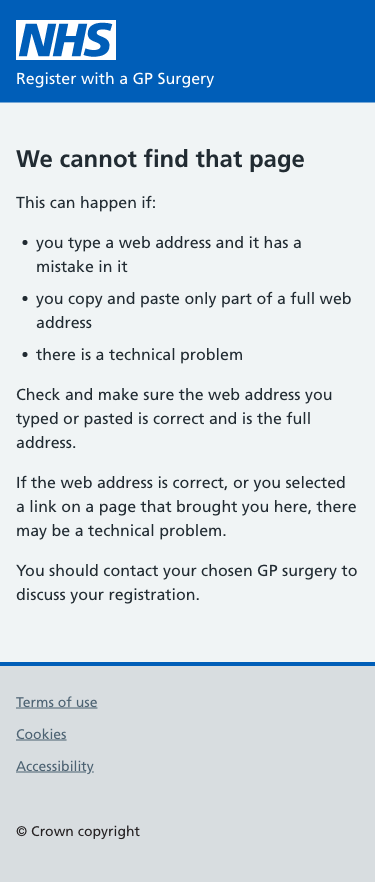 NHS
Register with a GP Surgery
We cannot find that page
This can happen if:
• you type a web address and it has a
mistake in it
• you copy and paste only part of a full web
address
• there is a technical problem
Check and make sure the web address you
typed or pasted is correct and is the full
address.
If the web address is correct, or you selected
a link on a page that brought you here, there
may be a technical problem.
You should contact your chosen GP surgery to
discuss your registration.
Terms of use
Cookies
Accessibility
© Crown copyright